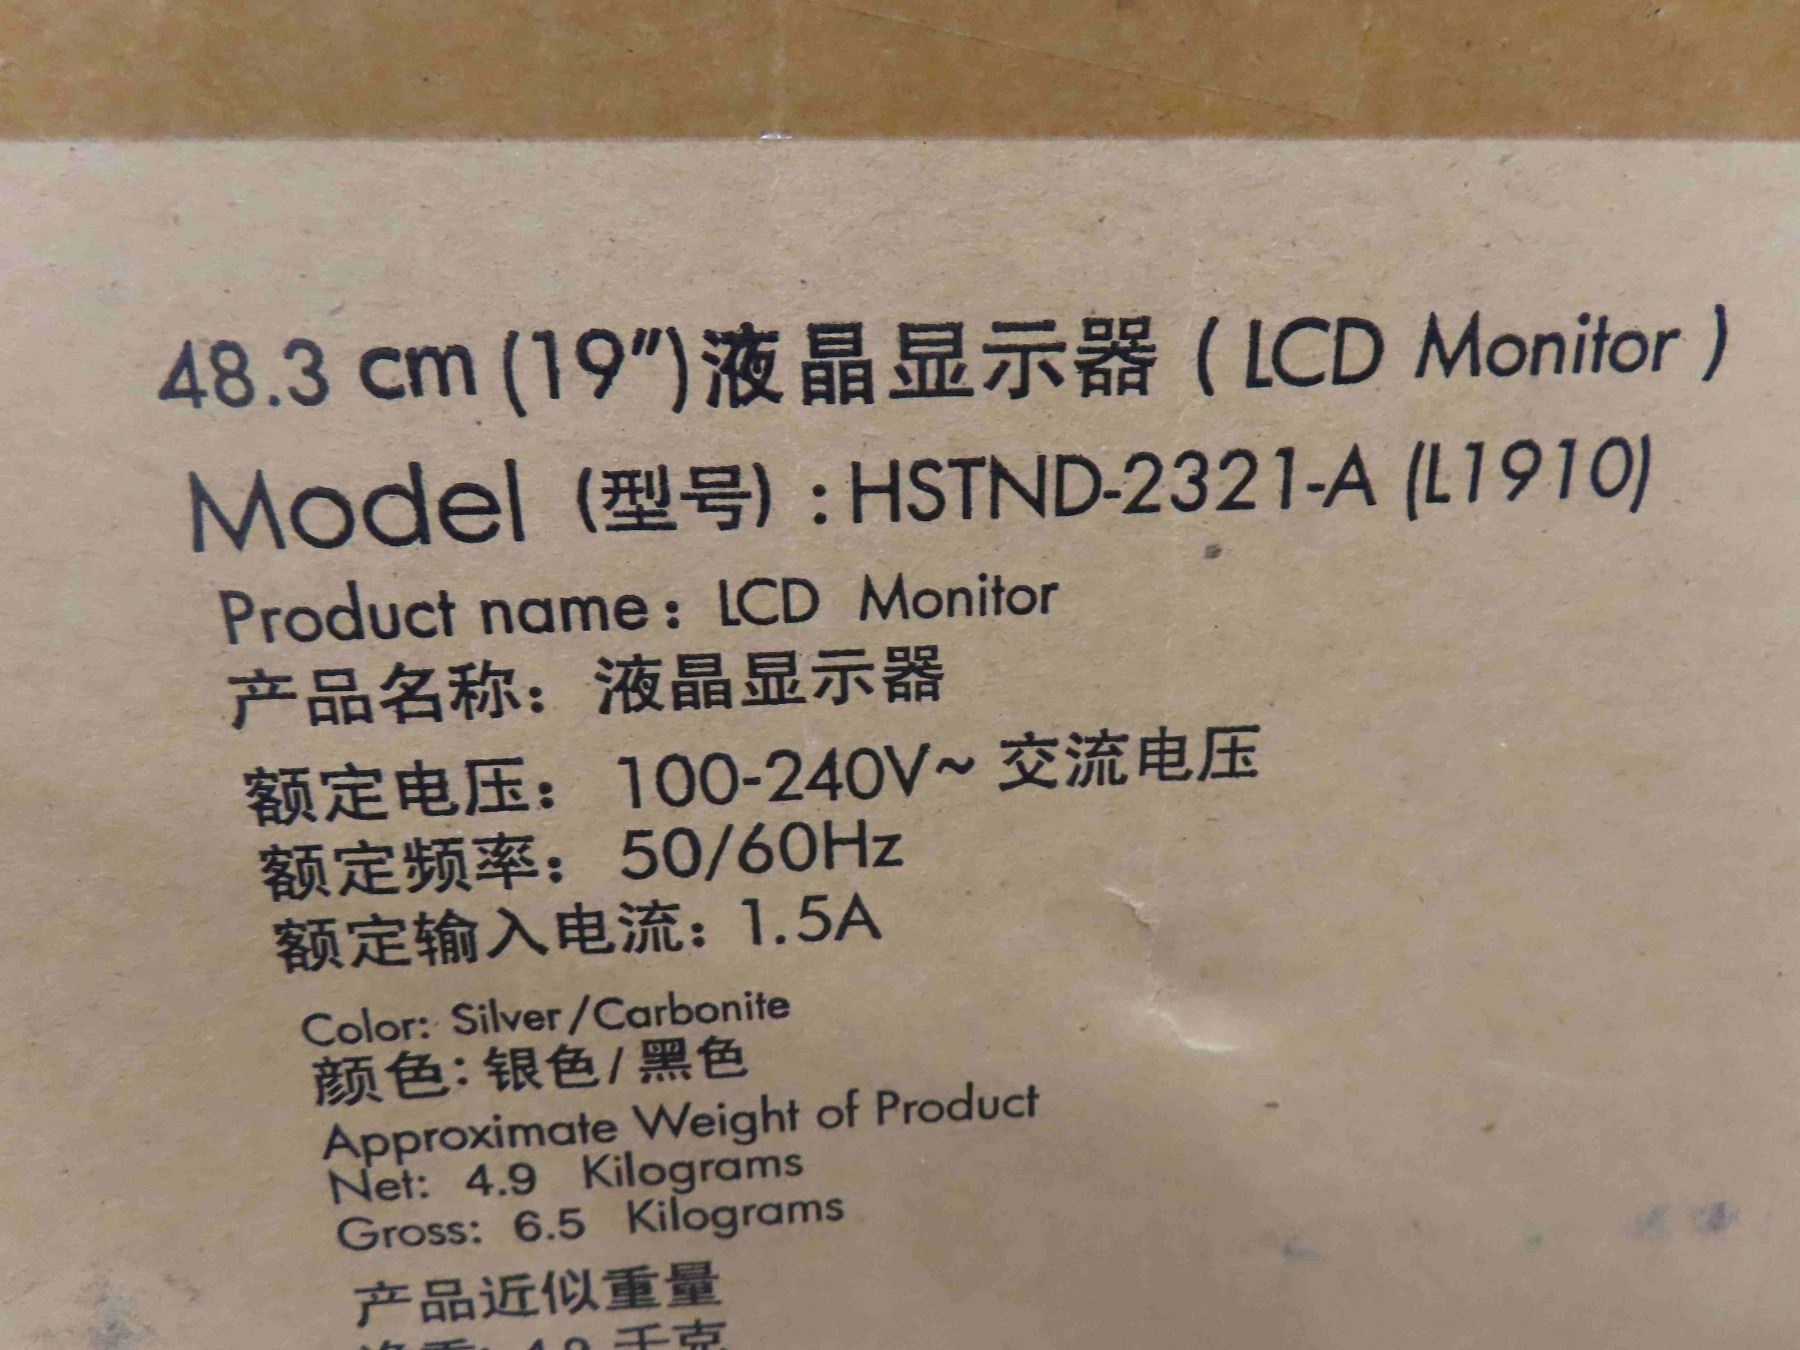 48.3 cm (19")液晶显示器 ( LCD Monitor )
Model (型号) : HSTND-2321-A (L1910)
Product name: LCD Monitor
产品名称: 液晶显示器
额定电压: 100-240V~ 交流电压
额定频率: 50/60Hz
额定输入电流: 1.5A
Color: Silver/Carbonite
颜色: 银色/黑色
Approximate Weight of Product
Net: 4.9 Kilograms
Gross: 6.5 Kilograms
产品近似重量
千克